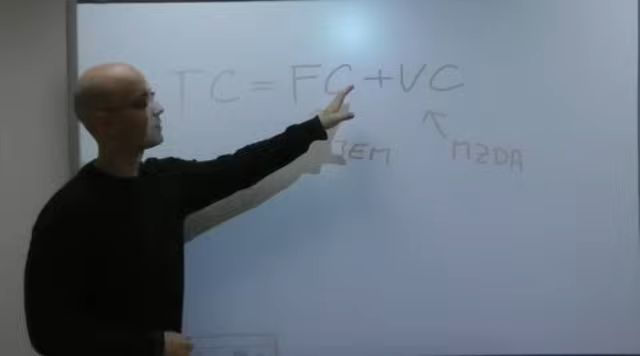 TC = FC + VC
MZDA